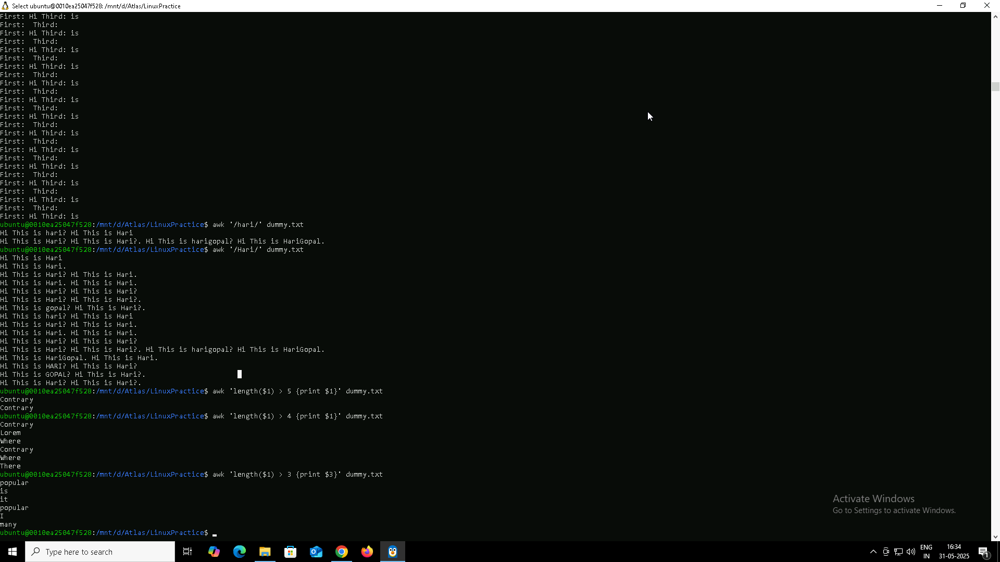 Select ubuntu@0010ea25047f528: /mnt/d/Atlas/LinuxPractice
First: Hi Third: is
First:  Third:
First: Hi Third: is
First:  Third:
First: Hi Third: is
First:  Third:
First: Hi Third: is
First:  Third:
First: Hi Third: is
First:  Third:
First: Hi Third: is
First:  Third:
First: Hi Third: is
First:  Third:
First: Hi Third: is
First:  Third:
First: Hi Third: is
First:  Third:
First: Hi Third: is
First:  Third:
First: Hi Third: is
First:  Third:
First: Hi Third: is
First:  Third:
First: Hi Third: is
ubuntu@0010ea25047f528:/mnt/d/Atlas/LinuxPractice$ awk '/hari/' dummy.txt
Hi This is hari? Hi This is Hari
Hi This is Hari? Hi This is Hari?. Hi This is harigopal? Hi This is HariGopal.
ubuntu@0010ea25047f528:/mnt/d/Atlas/LinuxPractice$ awk '/Hari/' dummy.txt
Hi This is Hari
Hi This is Hari.
Hi This is Hari? Hi This is Hari.
Hi This is Hari. Hi This is Hari.
Hi This is Hari? Hi This is Hari?
Hi This is Hari? Hi This is Hari?.
Hi This is gopal? Hi This is Hari?.
Hi This is hari? Hi This is Hari
Hi This is Hari? Hi This is Hari.
Hi This is Hari. Hi This is Hari.
Hi This is Hari? Hi This is Hari?
Hi This is Hari? Hi This is Hari?. Hi This is harigopal? Hi This is HariGopal.
Hi This is HariGopal. Hi This is Hari.
Hi This is HARI? Hi This is Hari?
Hi This is GOPAL? Hi This is Hari?.
Hi This is Hari? Hi This is Hari?.
ubuntu@0010ea25047f528:/mnt/d/Atlas/LinuxPractice$ awk 'length($1) > 5 {print $1}' dummy.txt
Contrary
Contrary
ubuntu@0010ea25047f528:/mnt/d/Atlas/LinuxPractice$ awk 'length($1) > 4 {print $1}' dummy.txt
Contrary
Lorem
Where
Contrary
Where
There
ubuntu@0010ea25047f528:/mnt/d/Atlas/LinuxPractice$ awk 'length($1) > 3 {print $3}' dummy.txt
popular
is
it
popular
I
many
ubuntu@0010ea25047f528:/mnt/d/Atlas/LinuxPractice$
Activate Windows
Go to Settings to activate Windows.
Type here to search
ENG
IN
16:34
31-05-2025
1